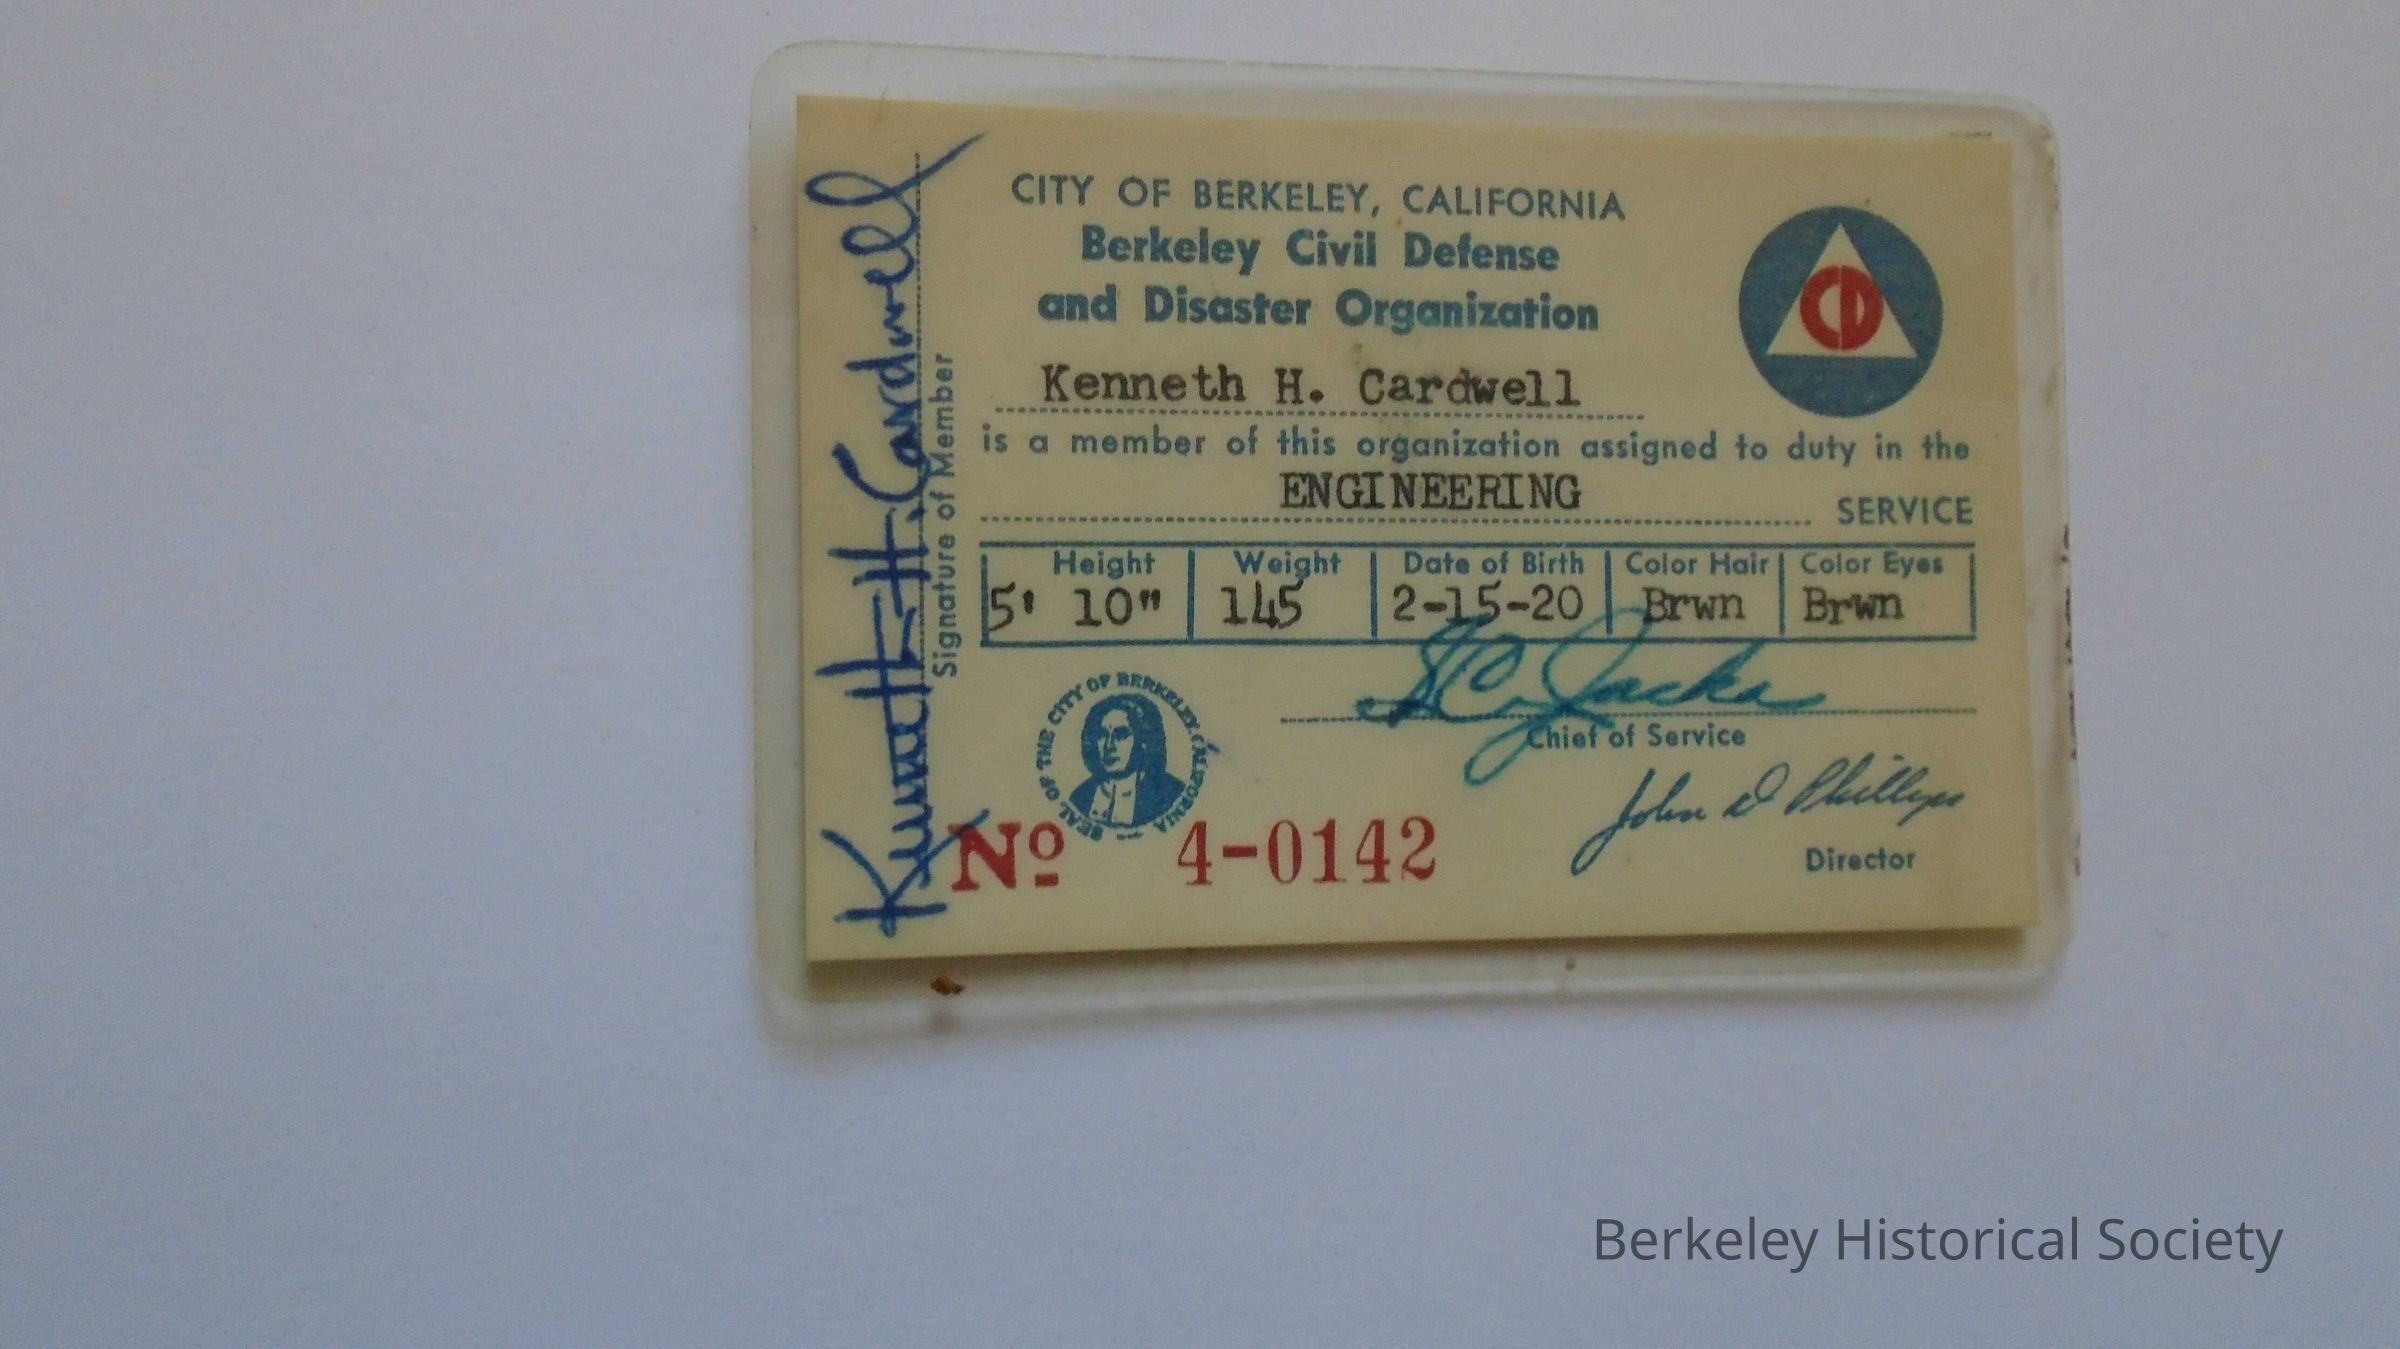 CITY OF BERKELEY, CALIFORNIA
Berkeley Civil Defense
and Disaster Organization
CD
Kenneth H. Cardwell
is a member of this organization assigned to duty in the
ENGINEERING SERVICE
Height Weight Date of Birth Color Hair Color Eyes
5' 10" 145 2-15-20 Brwn Brwn
Kenneth H. Cardwell
Signature of Member
SEAL OF THE CITY OF BERKELEY, CALIFORNIA
Chief of Service
John D Phillips
Director
Nº 4-0142
Berkeley Historical Society